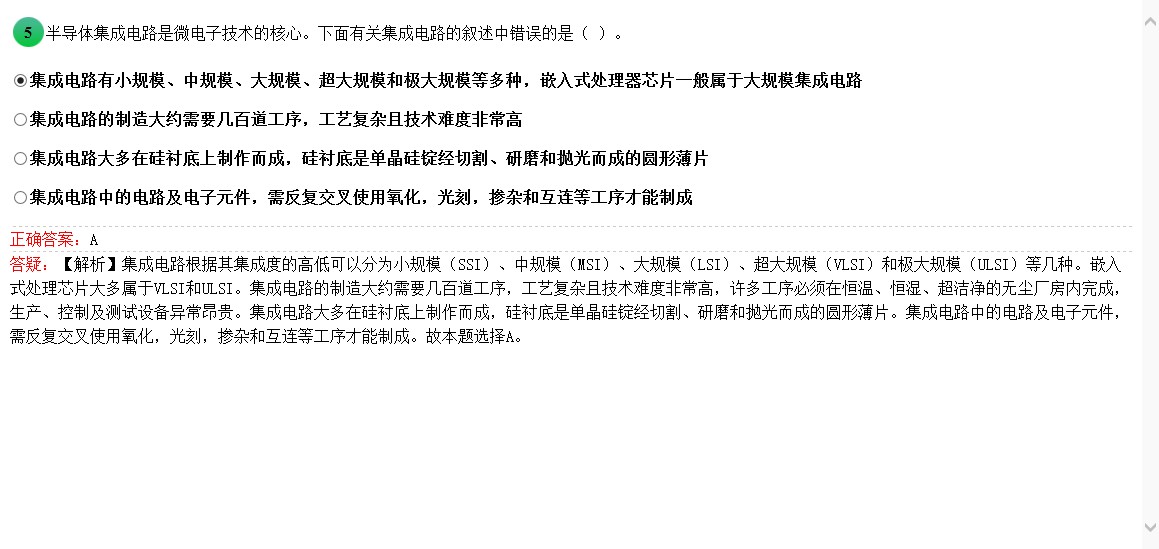 5 半导体集成电路是微电子技术的核心。下面有关集成电路的叙述中错误的是（ ）。
集成电路有小规模、中规模、大规模、超大规模和极大规模等多种，嵌入式处理器芯片一般属于大规模集成电路
集成电路的制造大约需要几百道工序，工艺复杂且技术难度非常高
集成电路大多在硅衬底上制作而成，硅衬底是单晶硅锭经切割、研磨和抛光而成的圆形薄片
集成电路中的电路及电子元件，需反复交叉使用氧化，光刻，掺杂和互连等工序才能制成
正确答案：A
答疑：【解析】集成电路根据其集成度的高低可以分为小规模（SSI）、中规模（MSI）、大规模（LSI）、超大规模（VLSI）和极大规模（ULSI）等几种。嵌入
式处理芯片大多属于VLSI和ULSI。集成电路的制造大约需要几百道工序，工艺复杂且技术难度非常高，许多工序必须在恒温、恒湿、超洁净的无尘厂房内完成，
生产、控制及测试设备异常昂贵。集成电路大多在硅衬底上制作而成，硅衬底是单晶硅锭经切割、研磨和抛光而成的圆形薄片。集成电路中的电路及电子元件，
需反复交叉使用氧化，光刻，掺杂和互连等工序才能制成。故本题选择A。